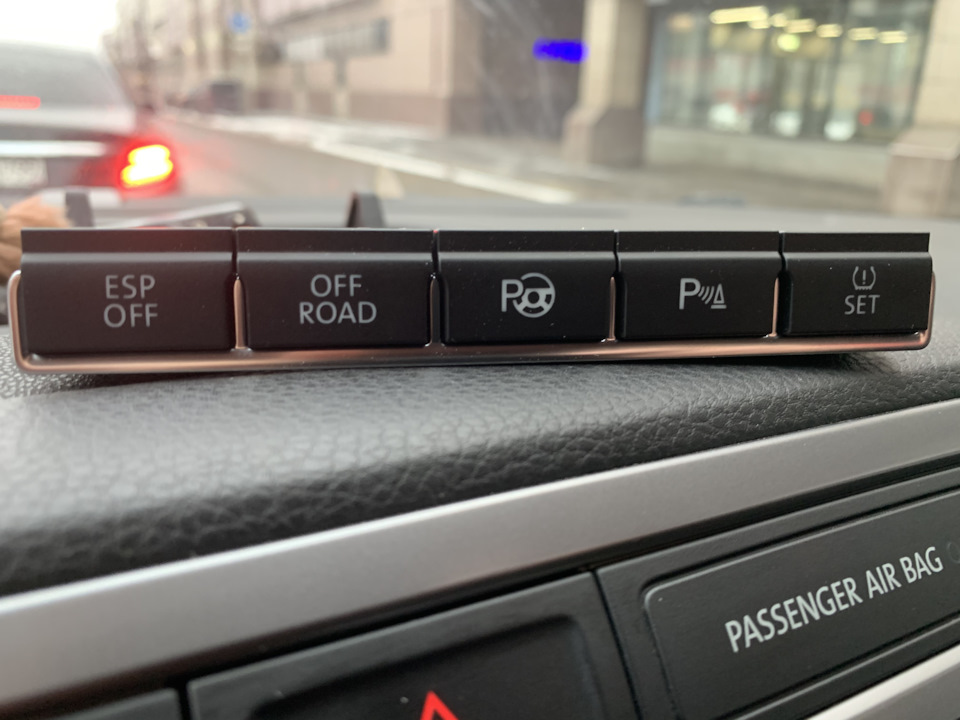 ESP
OFF
OFF
ROAD
P
P
SET
PASSENGER AIR BAG